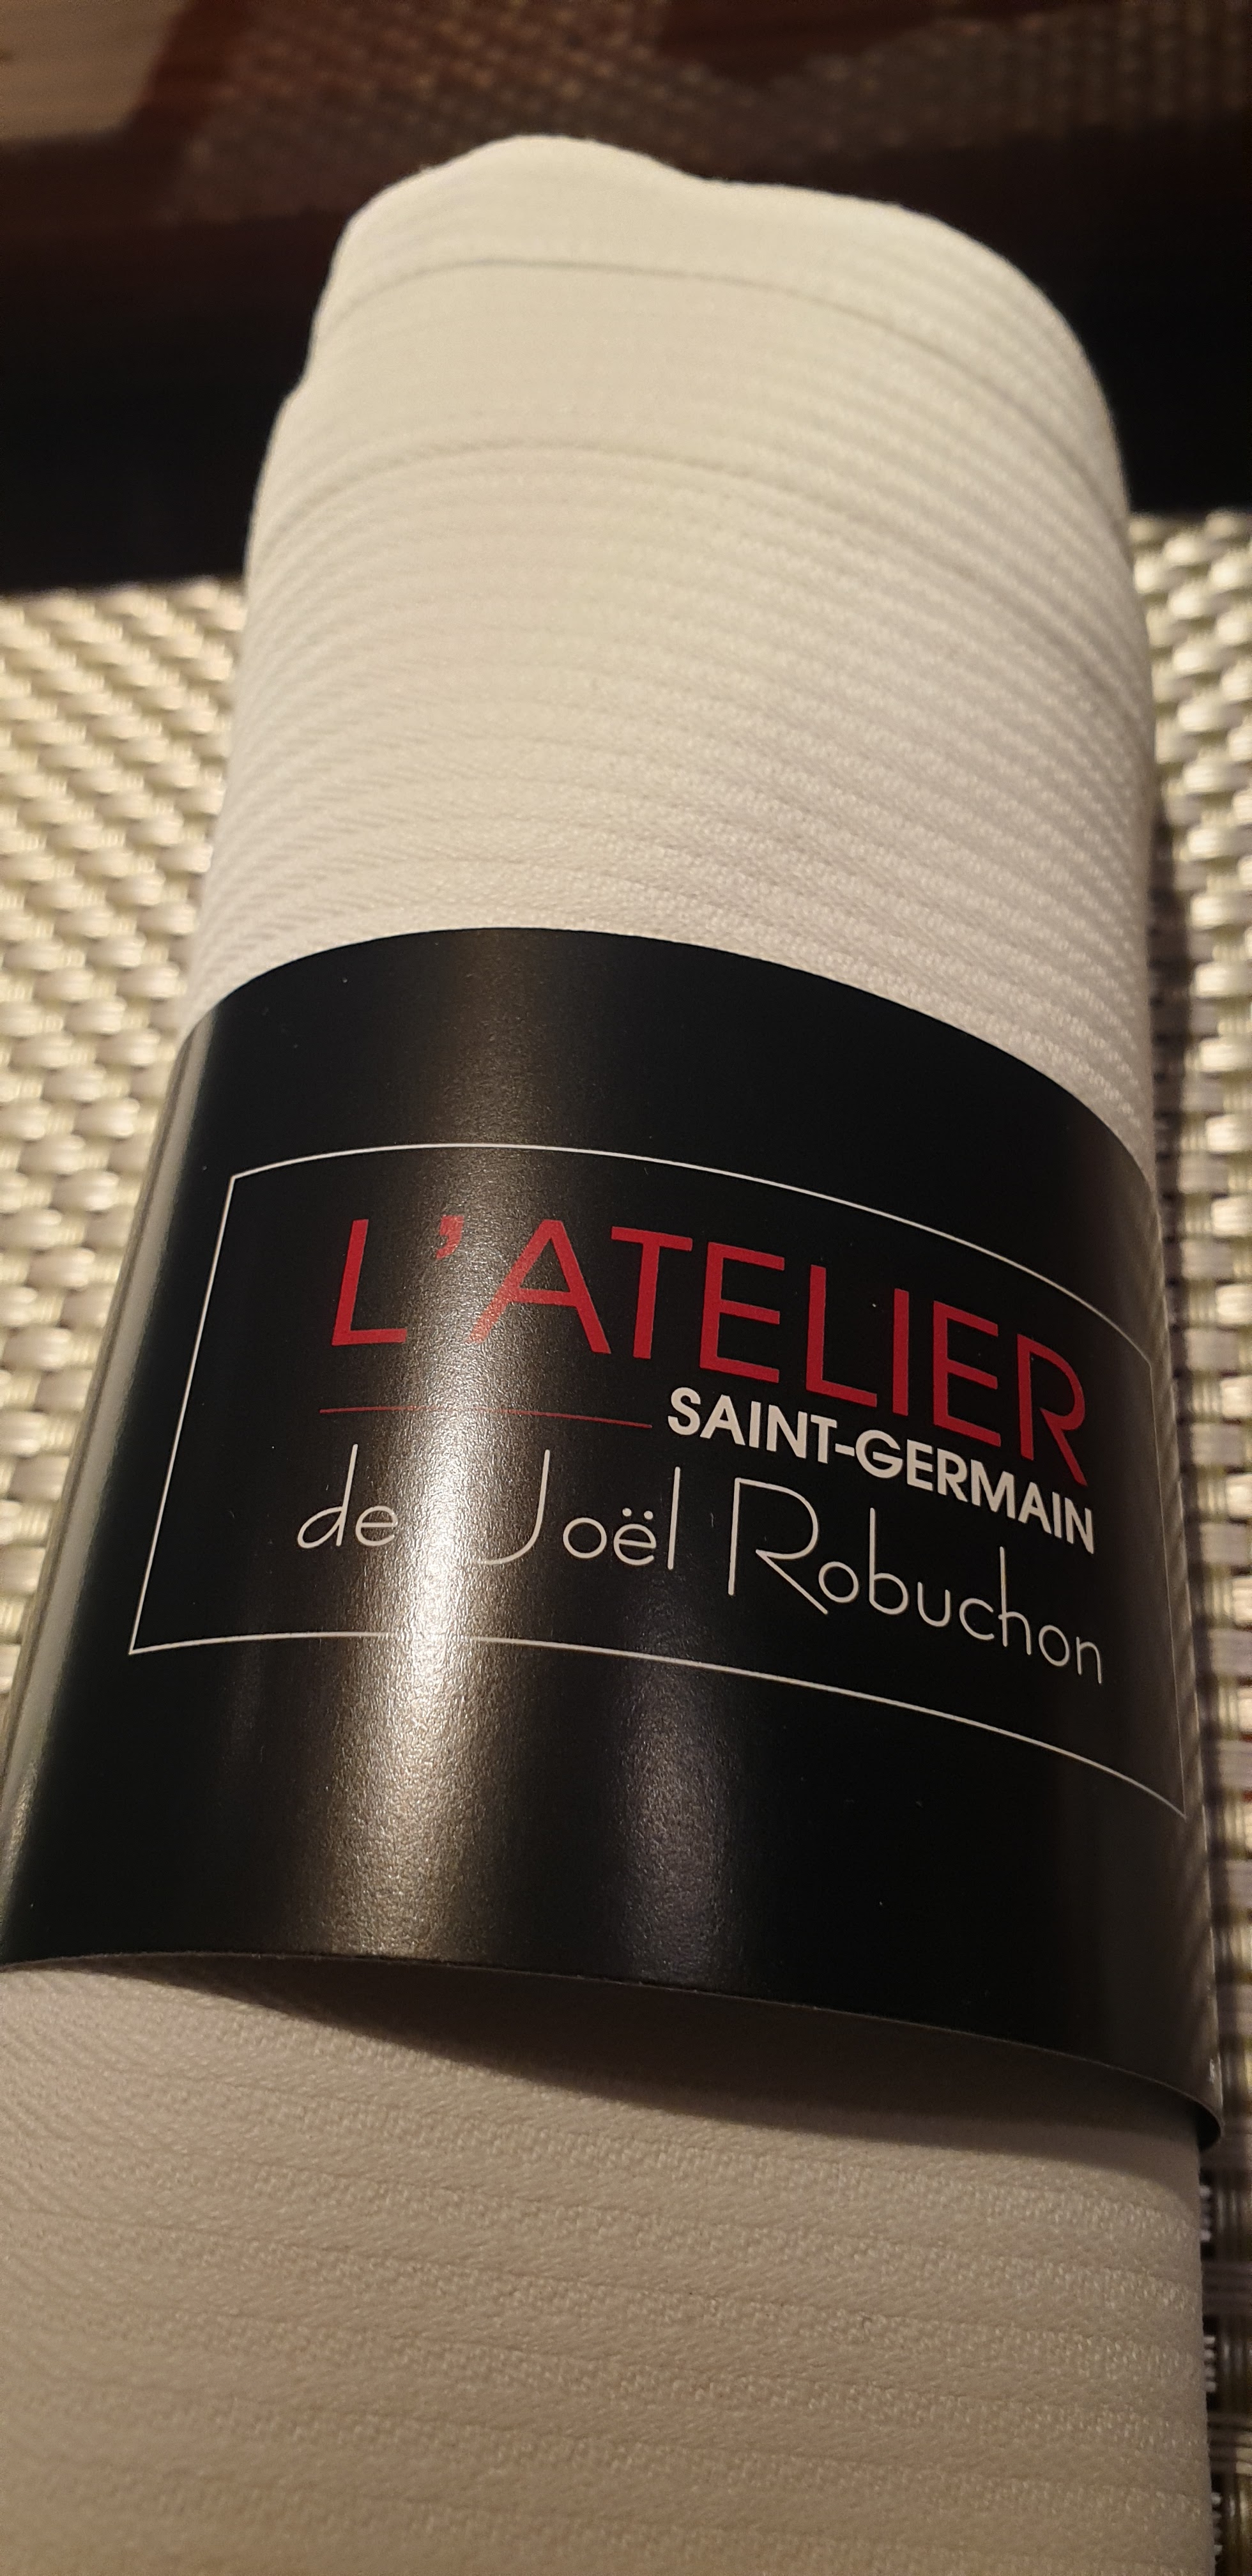 L'ATELIER
SAINT-GERMAIN
de Joël Robuchon